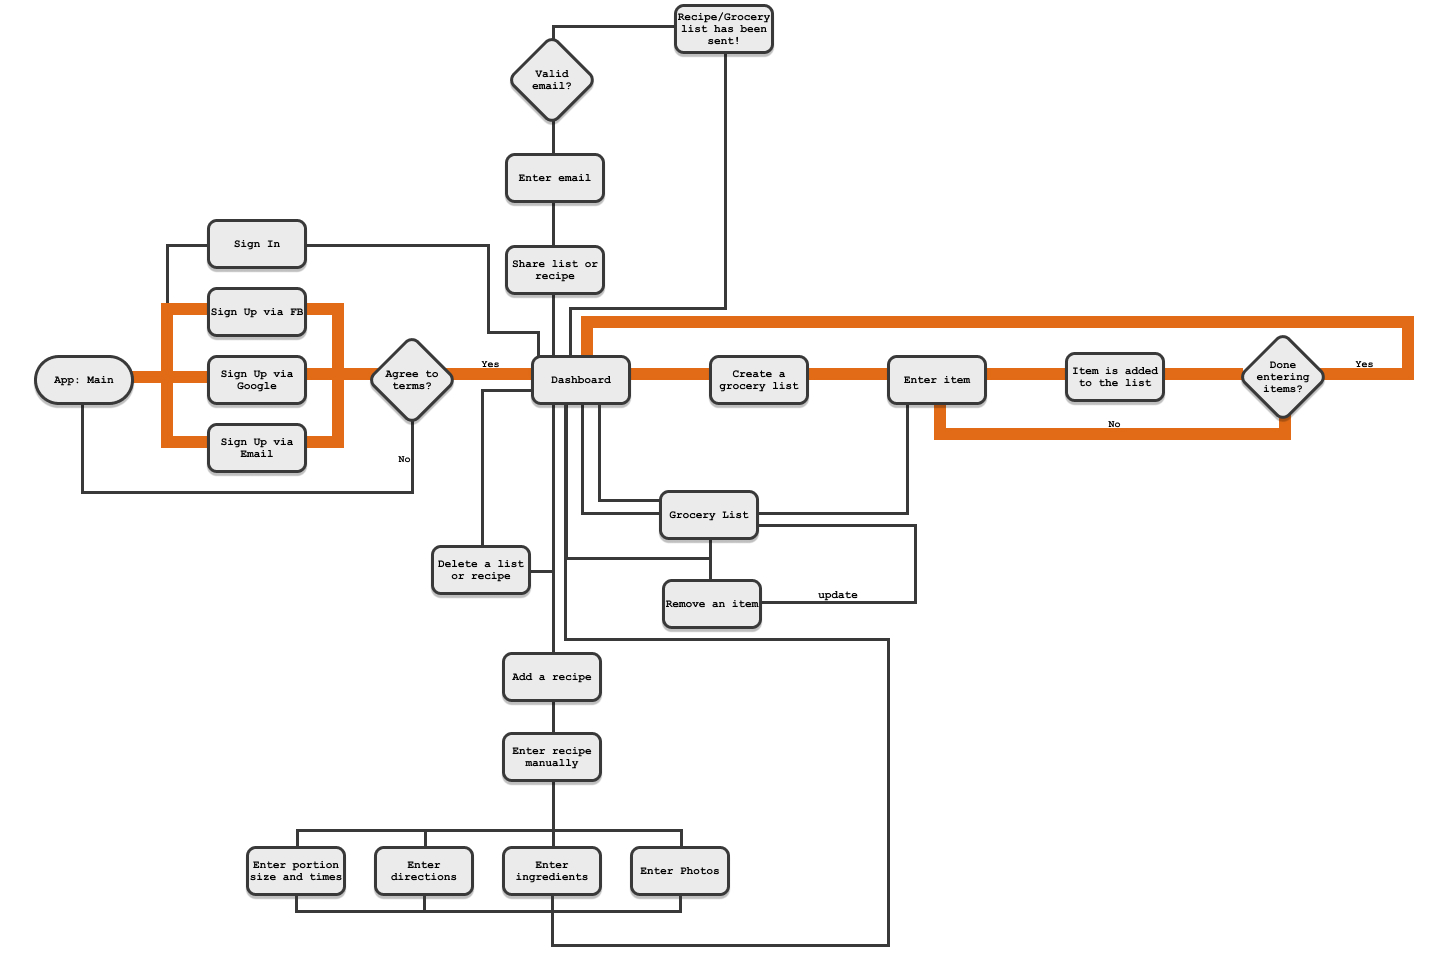 Recipe/Grocery
list has been
sent!
Valid
email?
Enter email
Sign In
Share list or
recipe
Sign Up via FB
App: Main
Sign Up via
Google
Agree to
terms?
Yes
Dashboard
Create a
grocery list
Enter item
Item is added
to the list
Done
entering
items?
Yes
No
Sign Up via
Email
No
Grocery List
Delete a list
or recipe
Remove an item
update
Add a recipe
Enter recipe
manually
Enter portion
size and times
Enter
directions
Enter
ingredients
Enter Photos